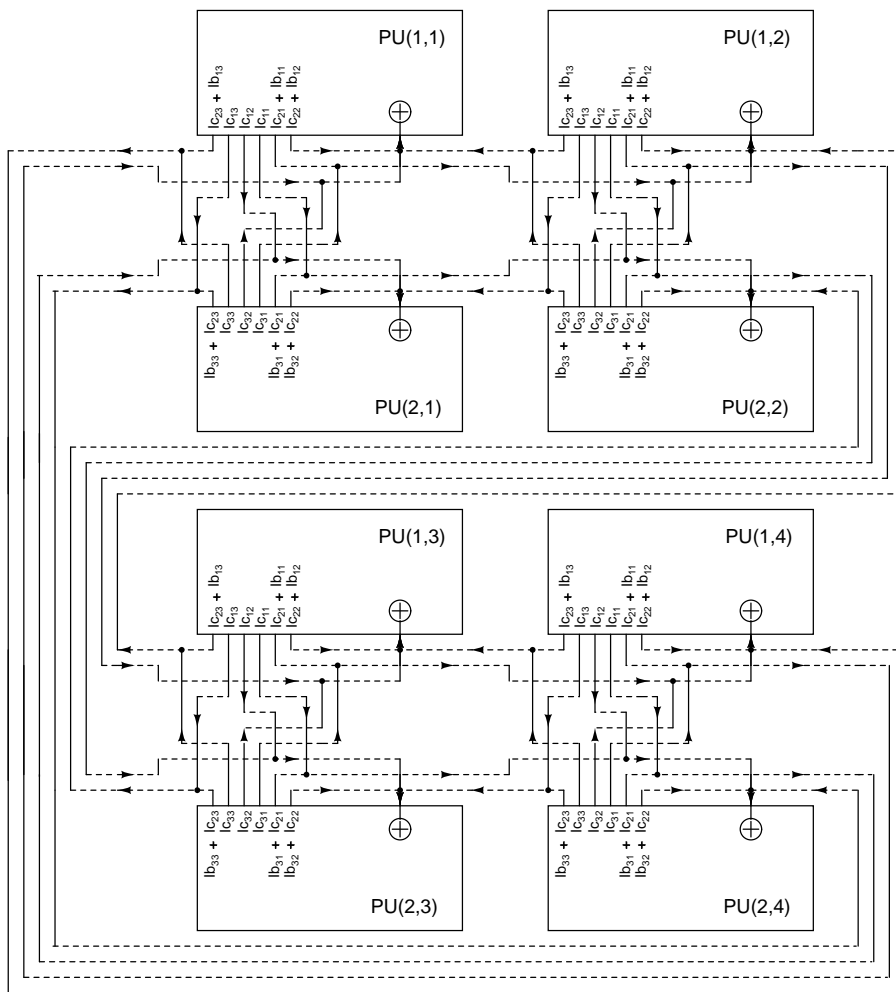 PU(1,1)
Ic₂₃ + Ib₁₃
Ic₁₃
Ic₁₂
Ic₁₁
Ic₂₁ + Ib₁₁
Ic₂₂ + Ib₁₂
PU(1,2)
Ic₂₃ + Ib₁₃
Ic₁₃
Ic₁₂
Ic₁₁
Ic₂₁ + Ib₁₁
Ic₂₂ + Ib₁₂
Ib₃₃ + Ic₂₃
Ic₃₃
Ic₃₂
Ic₃₁
Ib₃₁ + Ic₂₁
Ib₃₂ + Ic₂₂
PU(2,1)
Ib₃₃ + Ic₂₃
Ic₃₃
Ic₃₂
Ic₃₁
Ib₃₁ + Ic₂₁
Ib₃₂ + Ic₂₂
PU(2,2)
PU(1,3)
Ic₂₃ + Ib₁₃
Ic₁₃
Ic₁₂
Ic₁₁
Ic₂₁ + Ib₁₁
Ic₂₂ + Ib₁₂
PU(1,4)
Ic₂₃ + Ib₁₃
Ic₁₃
Ic₁₂
Ic₁₁
Ic₂₁ + Ib₁₁
Ic₂₂ + Ib₁₂
Ib₃₃ + Ic₂₃
Ic₃₃
Ic₃₂
Ic₃₁
Ib₃₁ + Ic₂₁
Ib₃₂ + Ic₂₂
PU(2,3)
Ib₃₃ + Ic₂₃
Ic₃₃
Ic₃₂
Ic₃₁
Ib₃₁ + Ic₂₁
Ib₃₂ + Ic₂₂
PU(2,4)